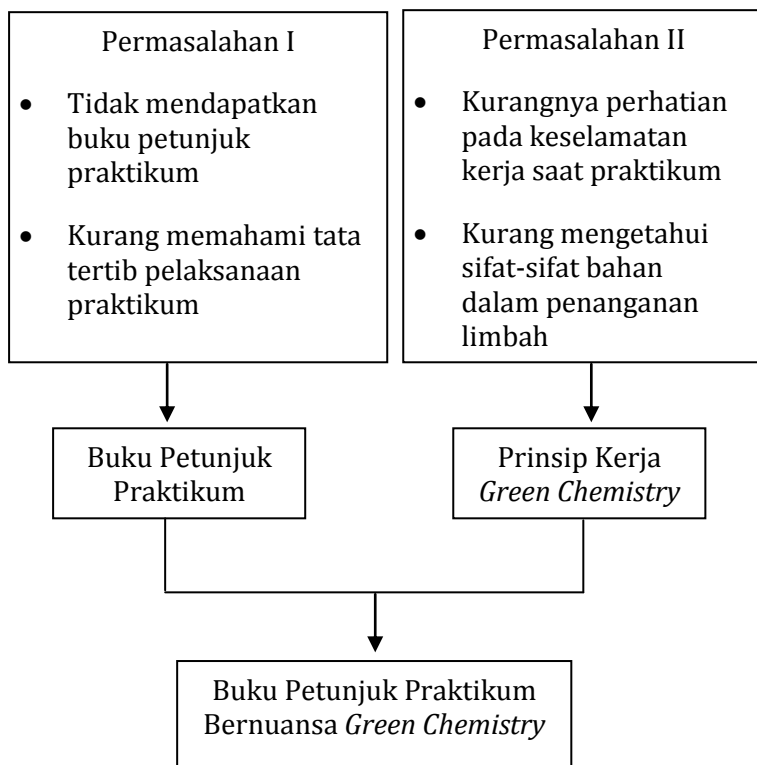 Permasalahan I
• Tidak mendapatkan
buku petunjuk
praktikum
• Kurang memahami tata
tertib pelaksanaan
praktikum
Permasalahan II
• Kurangnya perhatian
pada keselamatan
kerja saat praktikum
• Kurang mengetahui
sifat-sifat bahan
dalam penanganan
limbah
Buku Petunjuk
Praktikum
Prinsip Kerja
Green Chemistry
Buku Petunjuk Praktikum
Bernuansa Green Chemistry